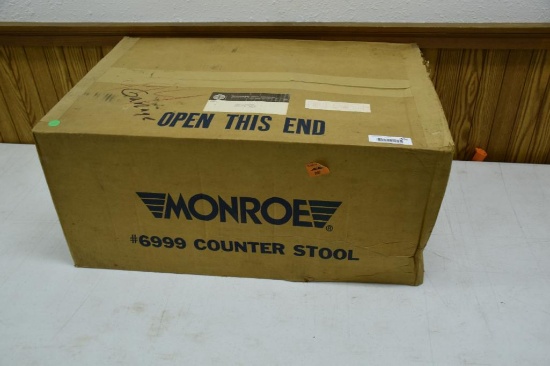 OPEN THIS END
MONROE®
#6999 COUNTER STOOL